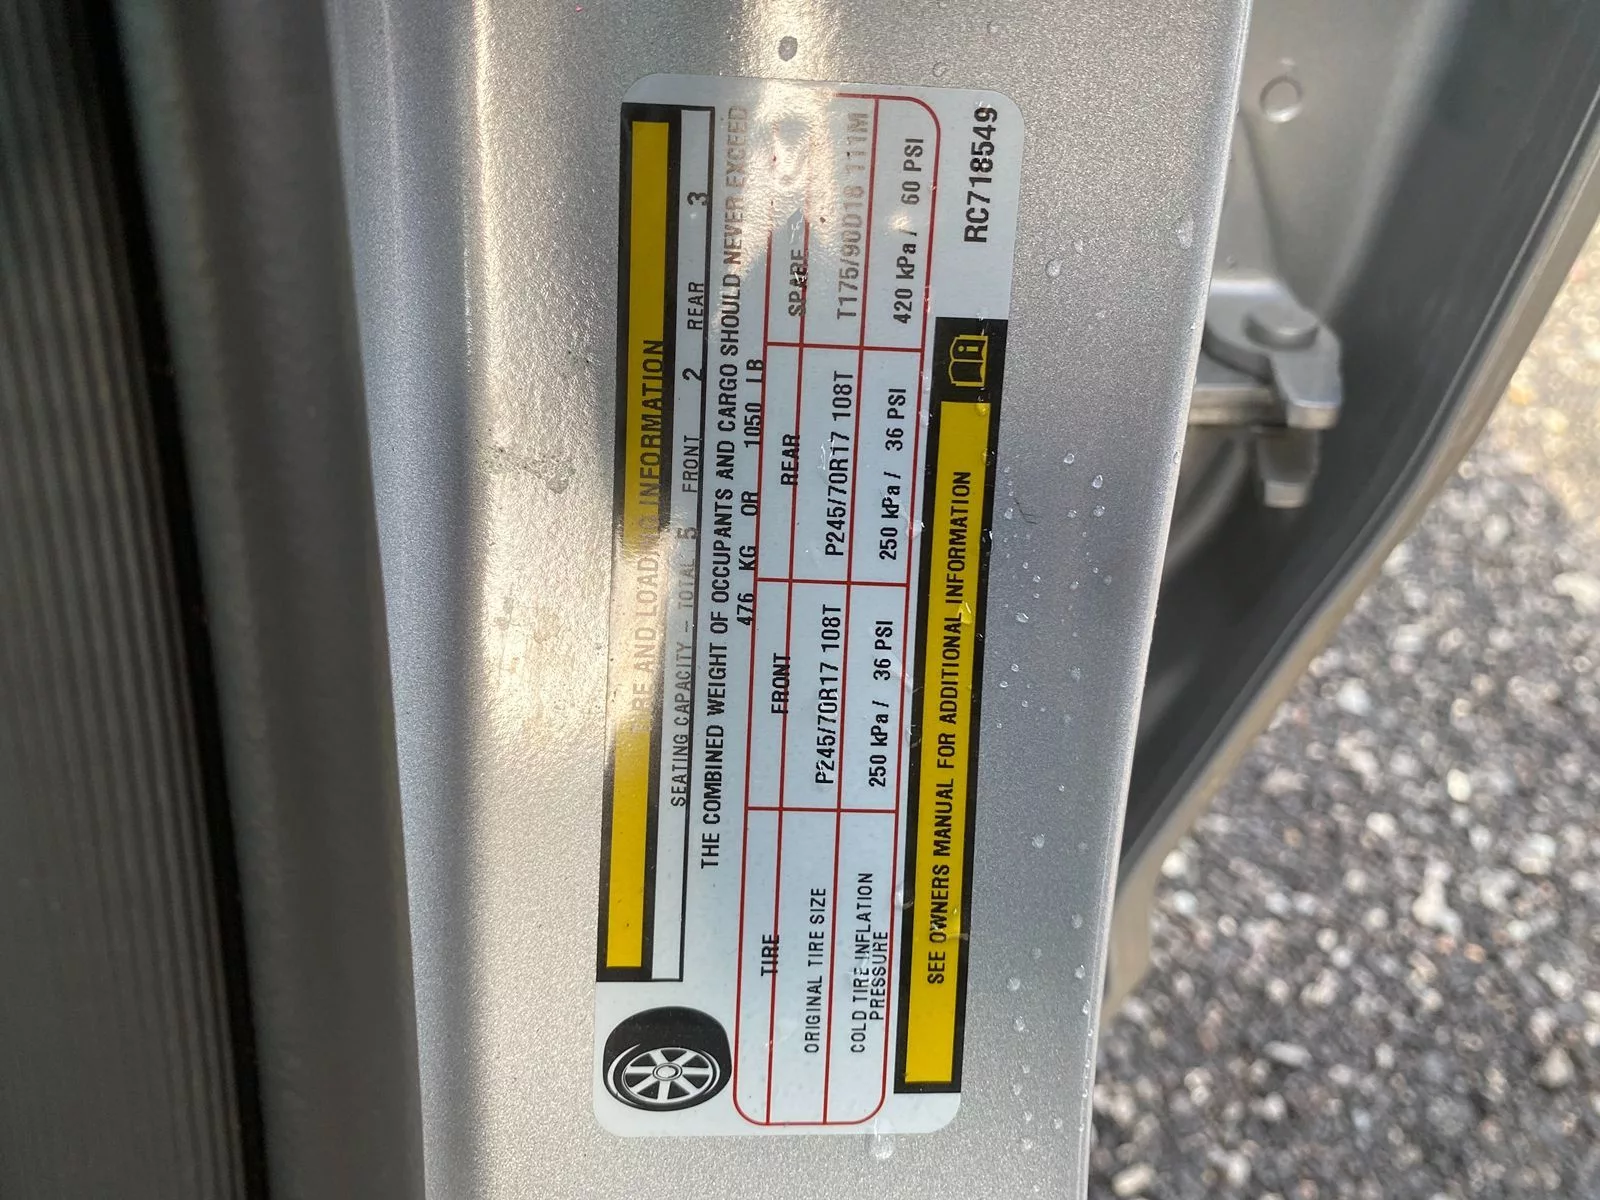 TIRE AND LOADING INFORMATION
SEATING CAPACITY – TOTAL 5 FRONT 2 REAR 3
THE COMBINED WEIGHT OF OCCUPANTS AND CARGO SHOULD NEVER EXCEED
476 KG OR 1050 LB
TIRE FRONT REAR SPARE
ORIGINAL TIRE SIZE P245/70R17 108T P245/70R17 108T T175/90D18 111M
COLD TIRE INFLATION
PRESSURE 250 kPa / 36 PSI 250 kPa / 36 PSI 420 kPa / 60 PSI
SEE OWNERS MANUAL FOR ADDITIONAL INFORMATION
RC718549